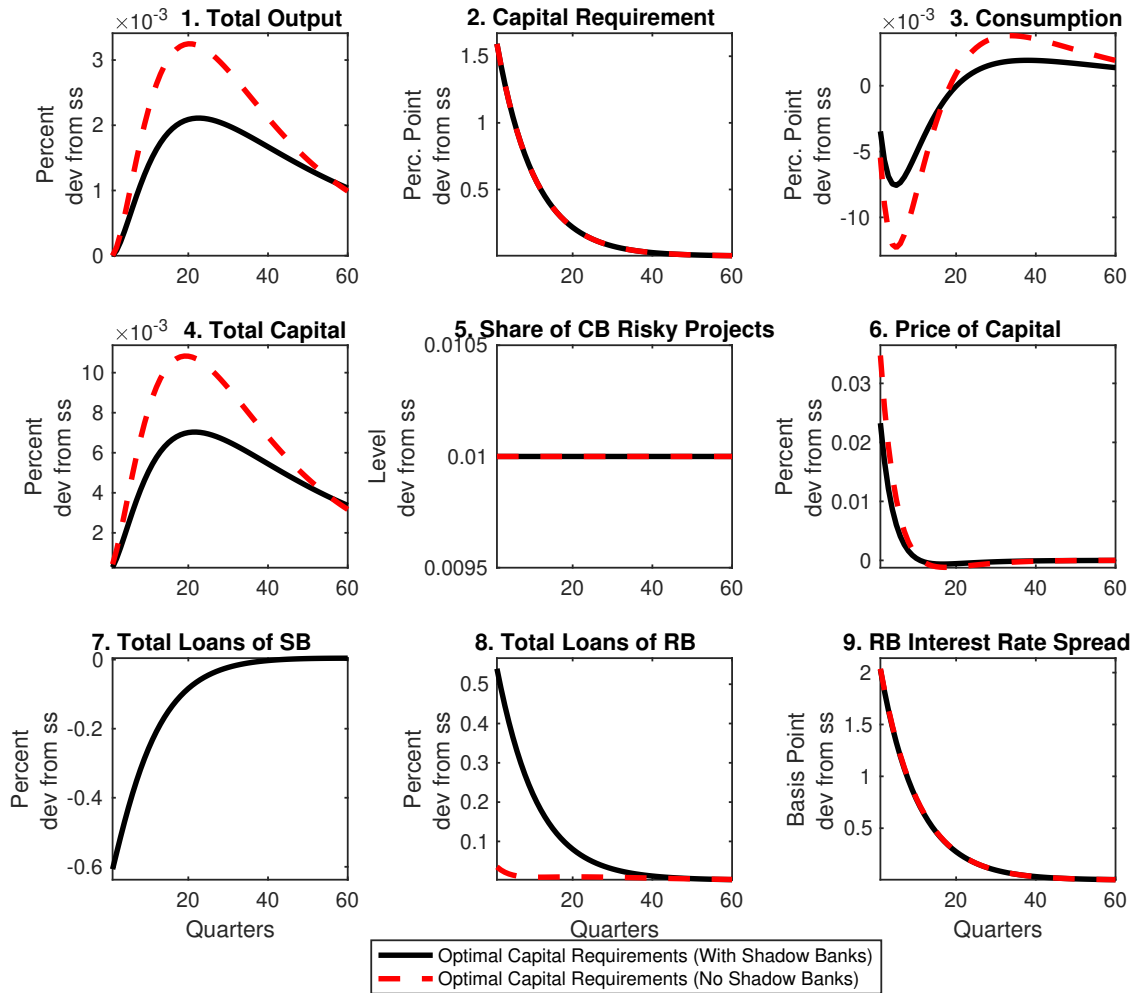 ×10⁻³ 1. Total Output
2. Capital Requirement
×10⁻³ 3. Consumption
Percent
dev from ss
3
2
1
0
20 40 60
Perc. Point
dev from ss
1.5
1
0.5
20 40 60
Perc. Point
dev from ss
0
-5
-10
20 40 60
×10⁻³ 4. Total Capital
5. Share of CB Risky Projects
6. Price of Capital
Percent
dev from ss
10
8
6
4
2
20 40 60
Level
dev from ss
0.0105
0.01
0.0095
20 40 60
Percent
dev from ss
0.03
0.02
0.01
0
20 40 60
7. Total Loans of SB
8. Total Loans of RB
9. RB Interest Rate Spread
Percent
dev from ss
0
-0.2
-0.4
-0.6
20 40 60
Quarters
Percent
dev from ss
0.5
0.4
0.3
0.2
0.1
20 40 60
Quarters
Basis Point
dev from ss
2
1.5
1
0.5
20 40 60
Quarters
Optimal Capital Requirements (With Shadow Banks)
Optimal Capital Requirements (No Shadow Banks)